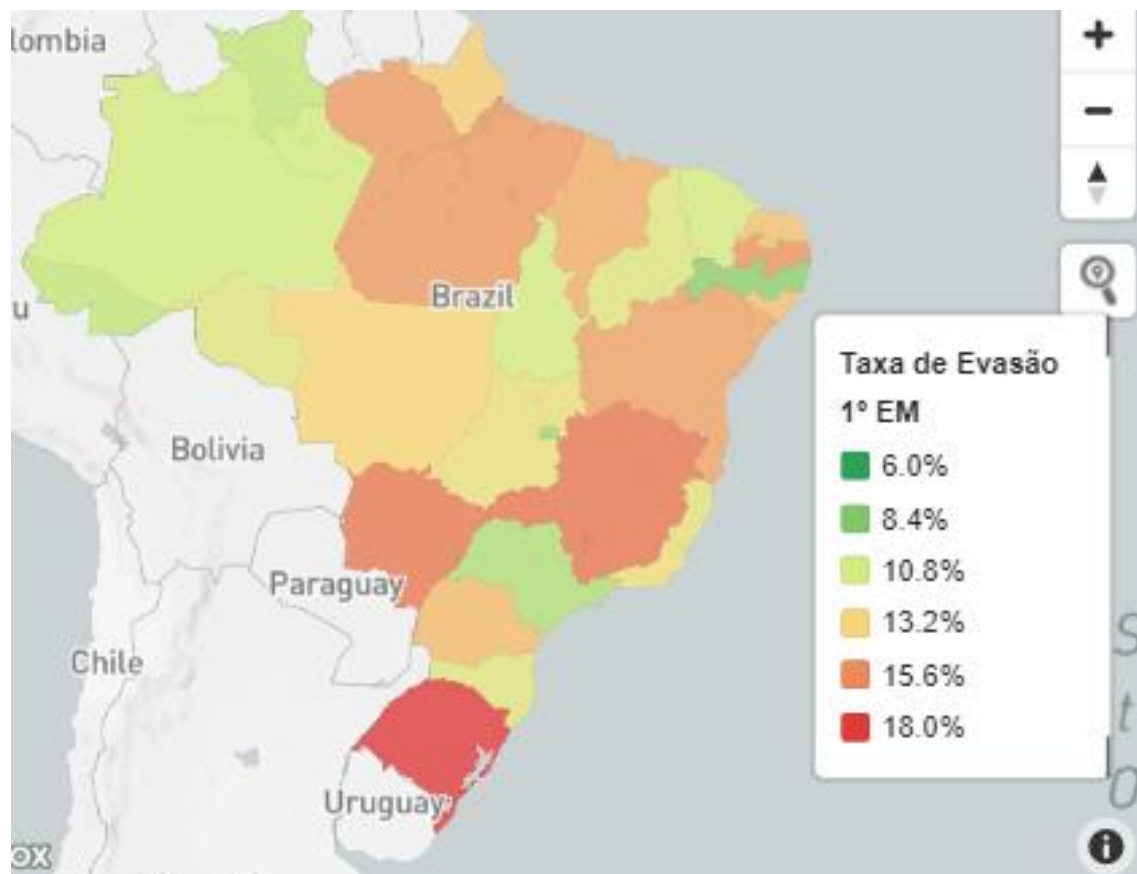 lombia
Brazil
u
Bolivia
Paraguay
Chile
Uruguay
ox
Taxa de Evasão
1º EM
6.0%
8.4%
10.8%
13.2%
15.6%
18.0%
S
t
O